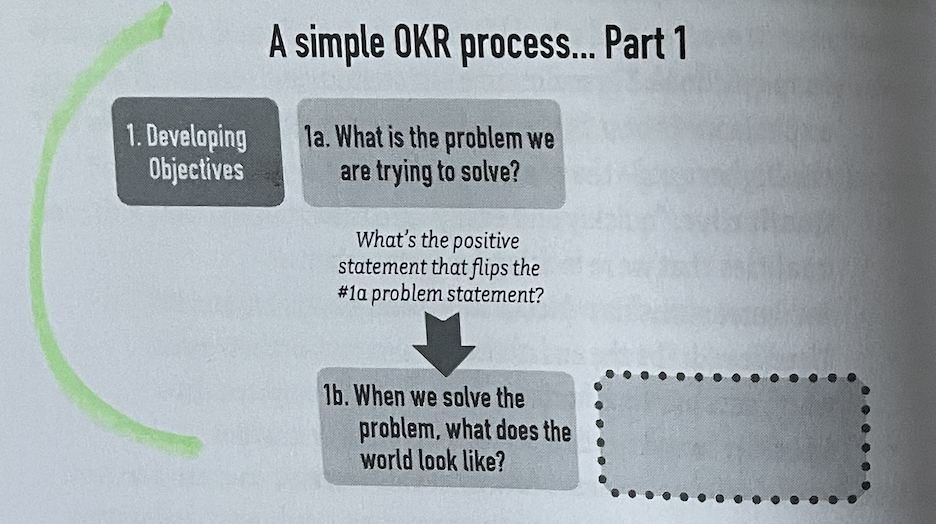 A simple OKR process... Part 1
1. Developing
Objectives
1a. What is the problem we
are trying to solve?
What's the positive
statement that flips the
#1a problem statement?
1b. When we solve the
problem, what does the
world look like?